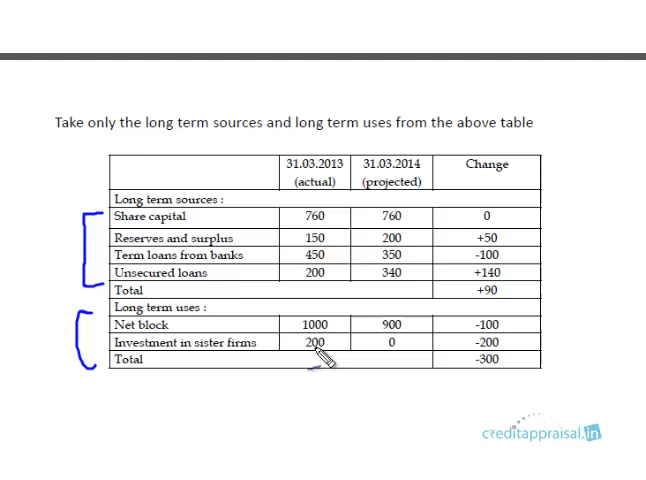 Take only the long term sources and long term uses from the above table
31.03.2013 31.03.2014 Change
(actual) (projected)
Long term sources :
Share capital 760 760 0
Reserves and surplus 150 200 +50
Term loans from banks 450 350 -100
Unsecured loans 200 340 +140
Total +90
Long term uses :
Net block 1000 900 -100
Investment in sister firms 200 0 -200
Total -300
creditappraisal.in